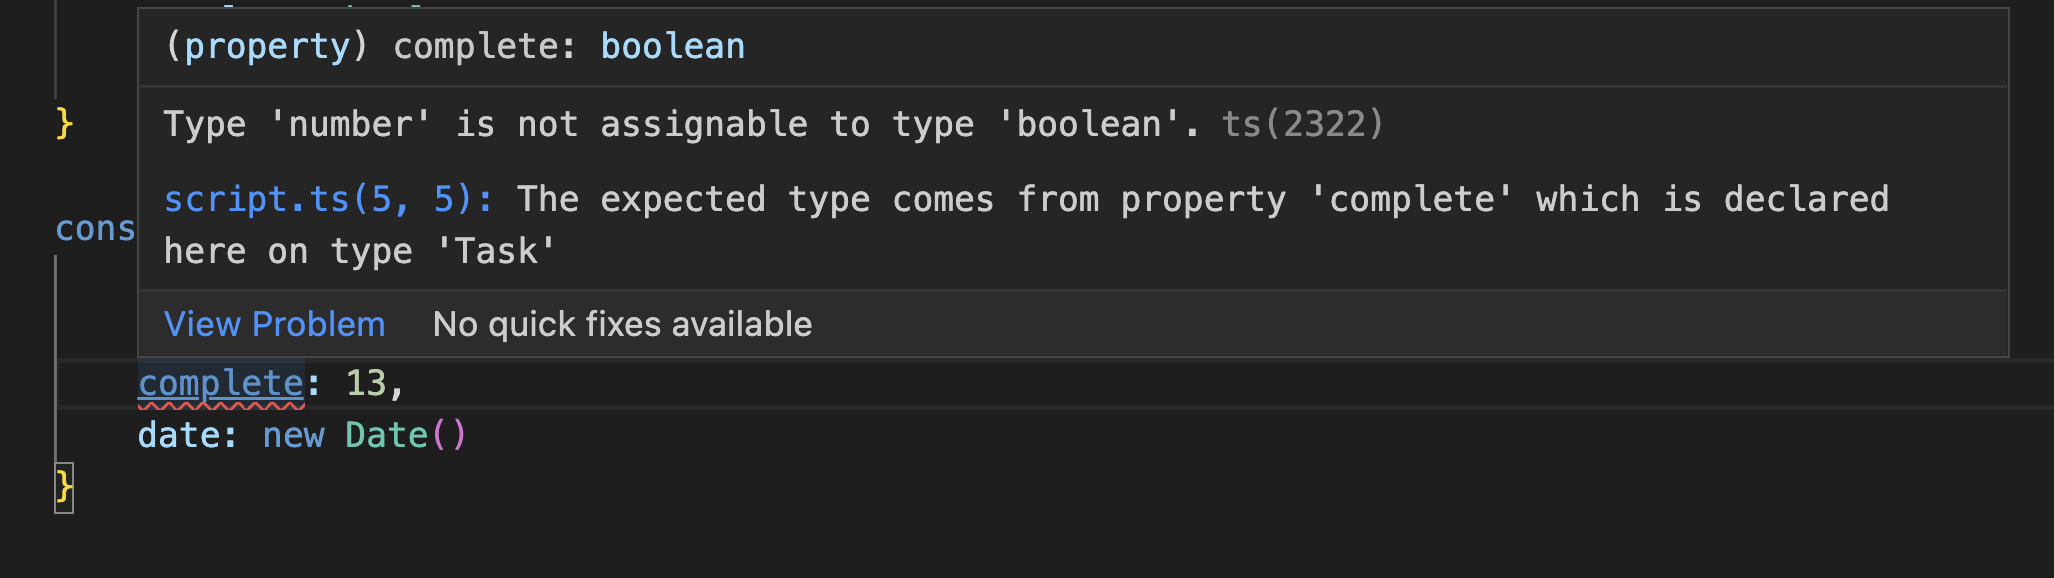 (property) complete: boolean
}
Type 'number' is not assignable to type 'boolean'. ts(2322)
script.ts(5, 5): The expected type comes from property 'complete' which is declared
cons
here on type 'Task'
View Problem No quick fixes available
complete: 13,
date: new Date()
}